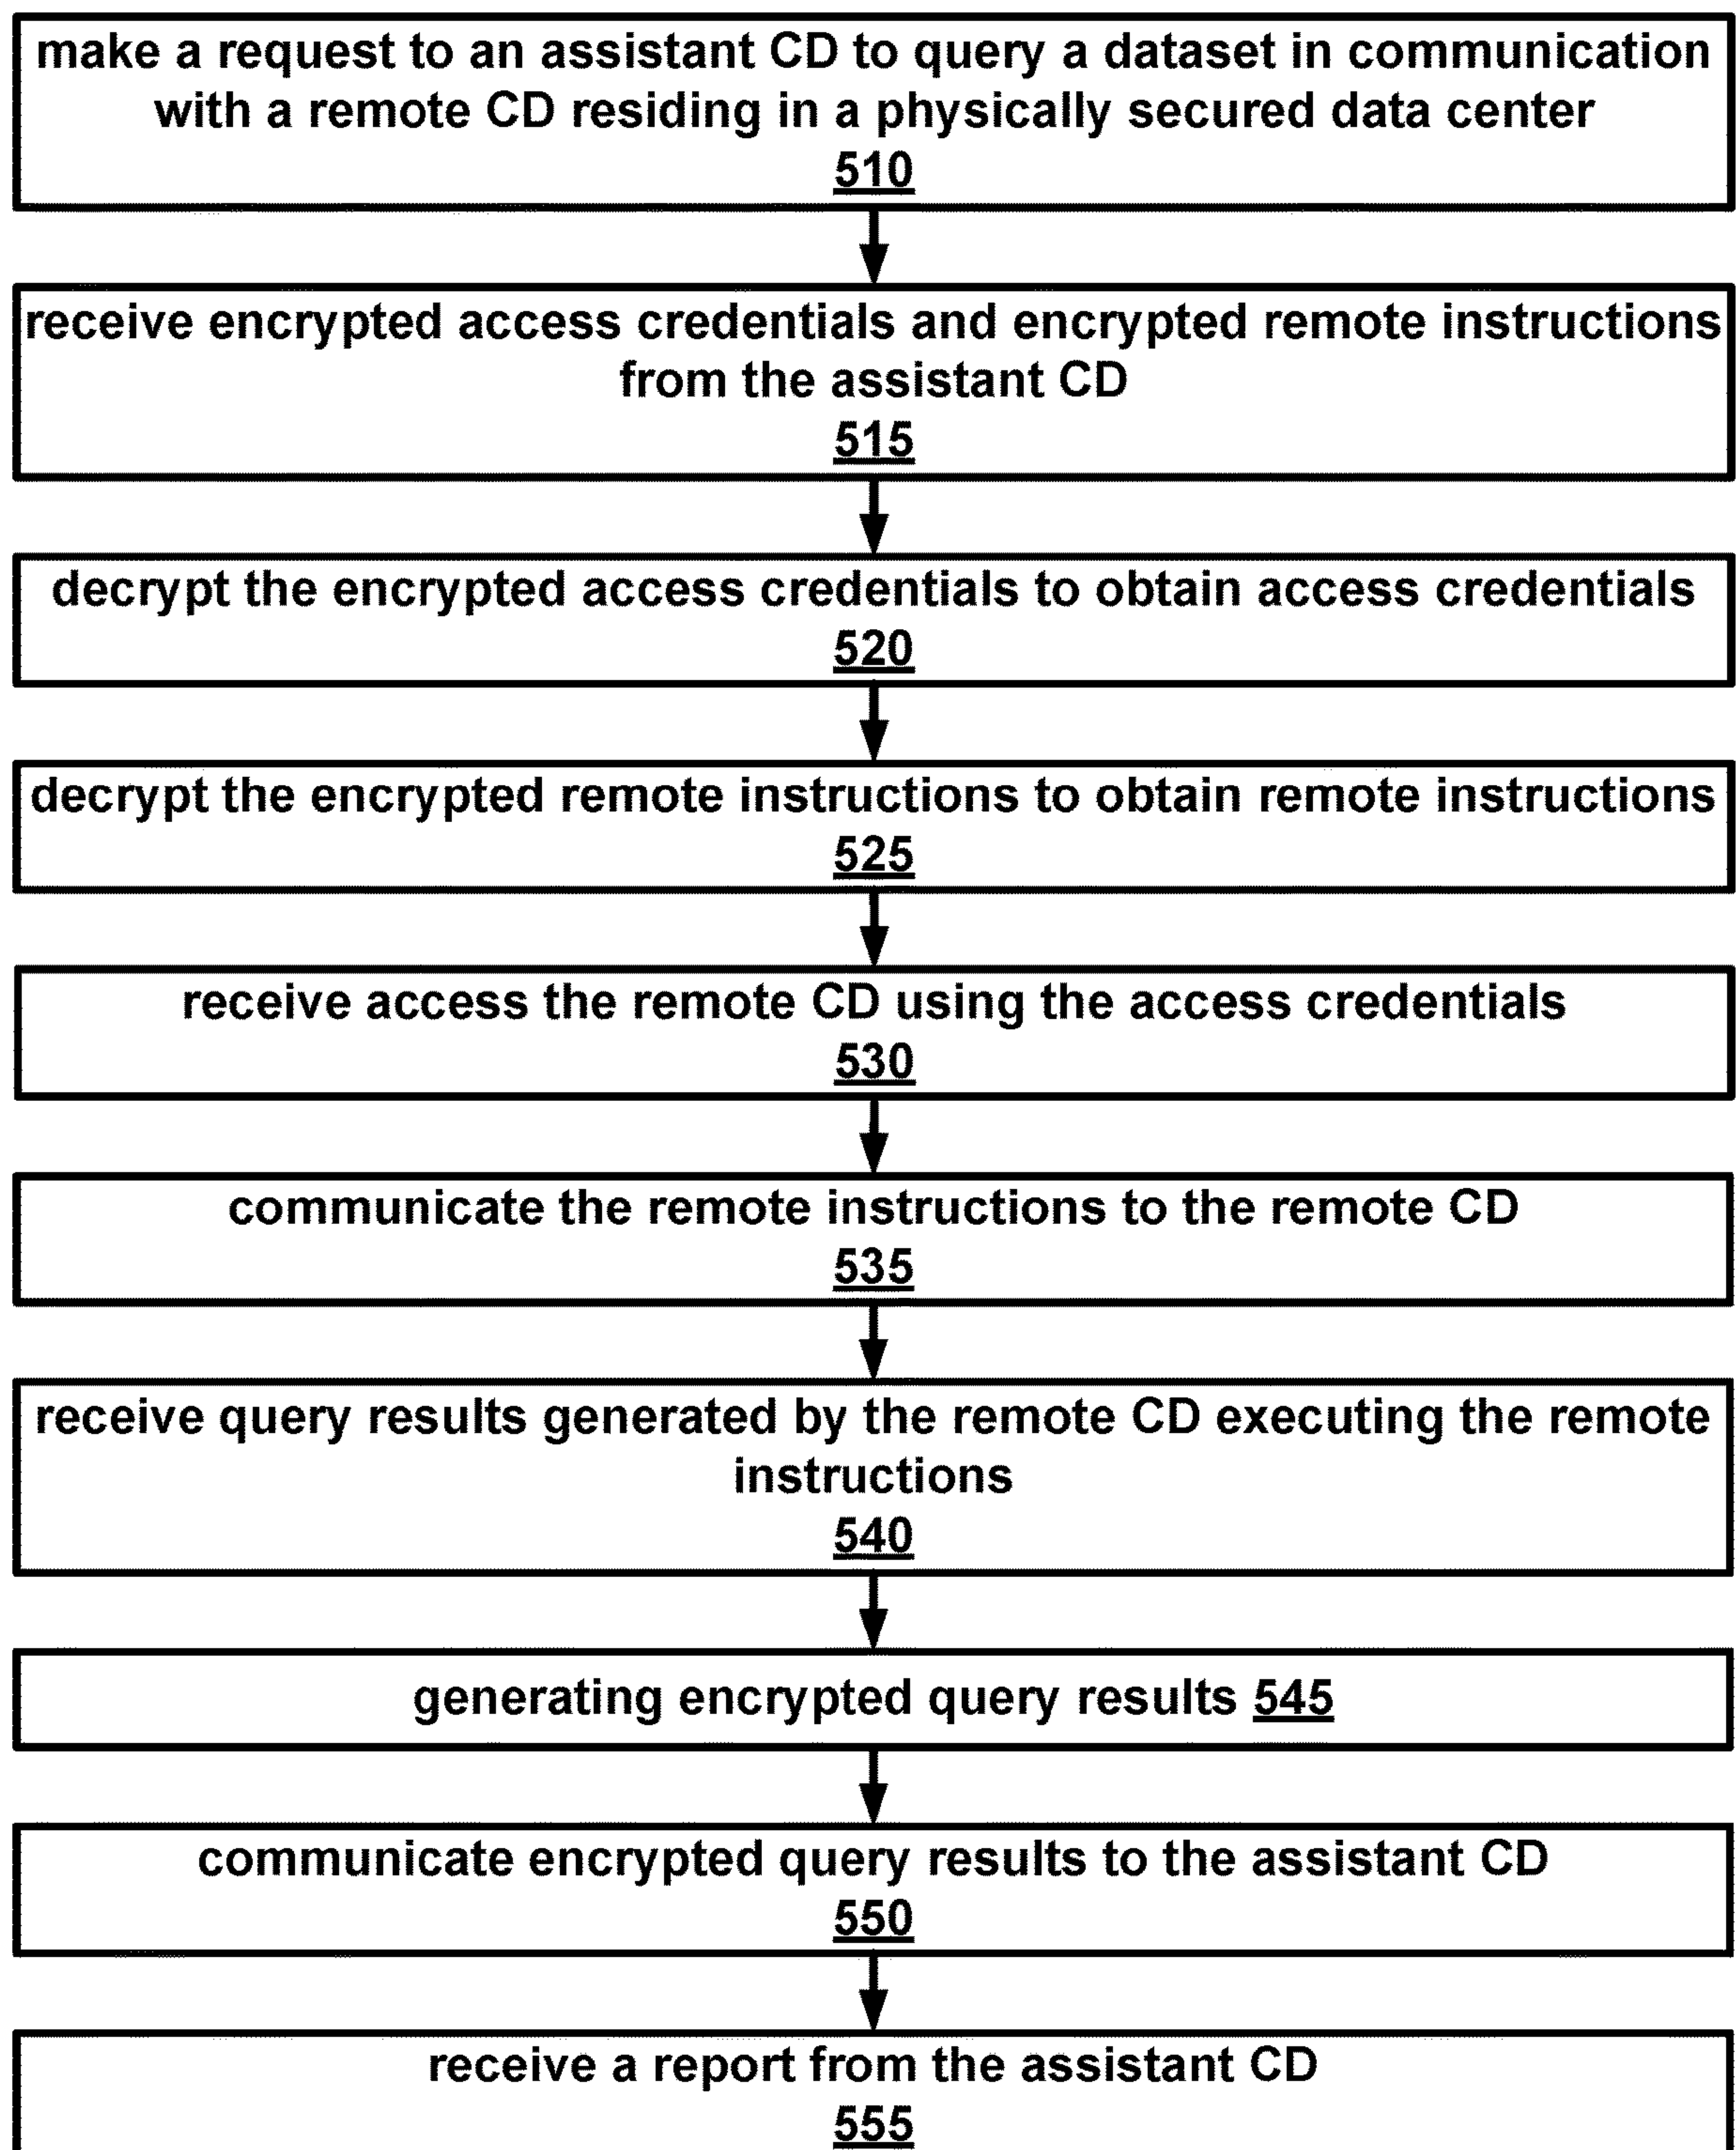 make a request to an assistant CD to query a dataset in communication
with a remote CD residing in a physically secured data center
510
receive encrypted access credentials and encrypted remote instructions
from the assistant CD
515
decrypt the encrypted access credentials to obtain access credentials
520
decrypt the encrypted remote instructions to obtain remote instructions
525
receive access the remote CD using the access credentials
530
communicate the remote instructions to the remote CD
535
receive query results generated by the remote CD executing the remote
instructions
540
generating encrypted query results 545
communicate encrypted query results to the assistant CD
550
receive a report from the assistant CD
555